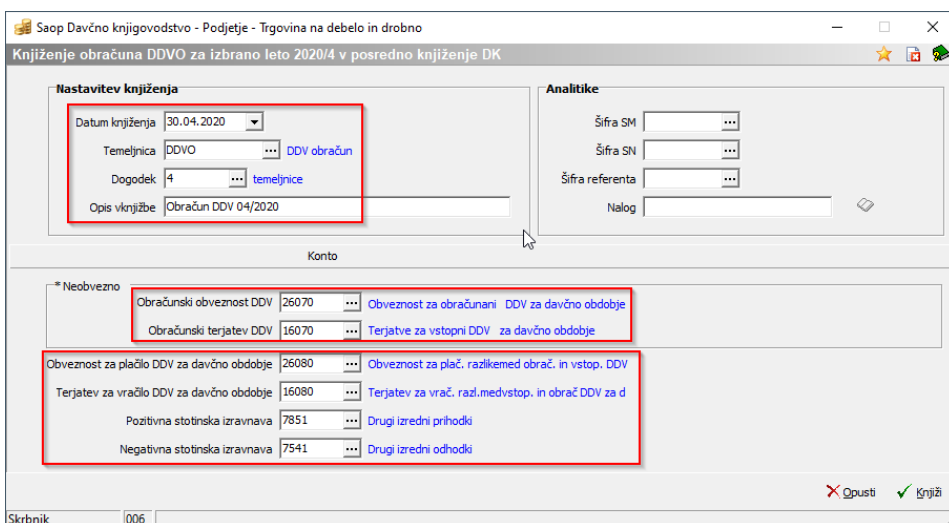 Saop Davčno knjigovodstvo - Podjetje - Trgovina na debelo in drobno
Knjiženje obračuna DDVO za izbrano leto 2020/4 v posredno knjiženje DK
Nastavitev knjiženja
Datum knjiženja 30.04.2020
Temeljnica DDVO ... DDV obračun
Dogodek 4 ... temeljnice
Opis vknjižbe Obračun DDV 04/2020
Analitike
Šifra SM ...
Šifra SN ...
Šifra referenta ...
Nalog
Konto
* Neobvezno
Obračunski obveznost DDV 26070 ... Obveznost za obračunani DDV za davčno obdobje
Obračunski terjatev DDV 16070 ... Terjatve za vstopni DDV za davčno obdobje
Obveznost za plačilo DDV za davčno obdobje 26080 ... Obveznost za plač. razlikemed obrač. in vstop. DDV
Terjatev za vračilo DDV za davčno obdobje 16080 ... Terjatev za vrač. razl.medvstop. in obrač DDV za d
Pozitivna stotinska izravnava 7851 ... Drugi izredni prihodki
Negativna stotinska izravnava 7541 ... Drugi izredni odhodki
Opusti Knjiži
Skrbnik 006